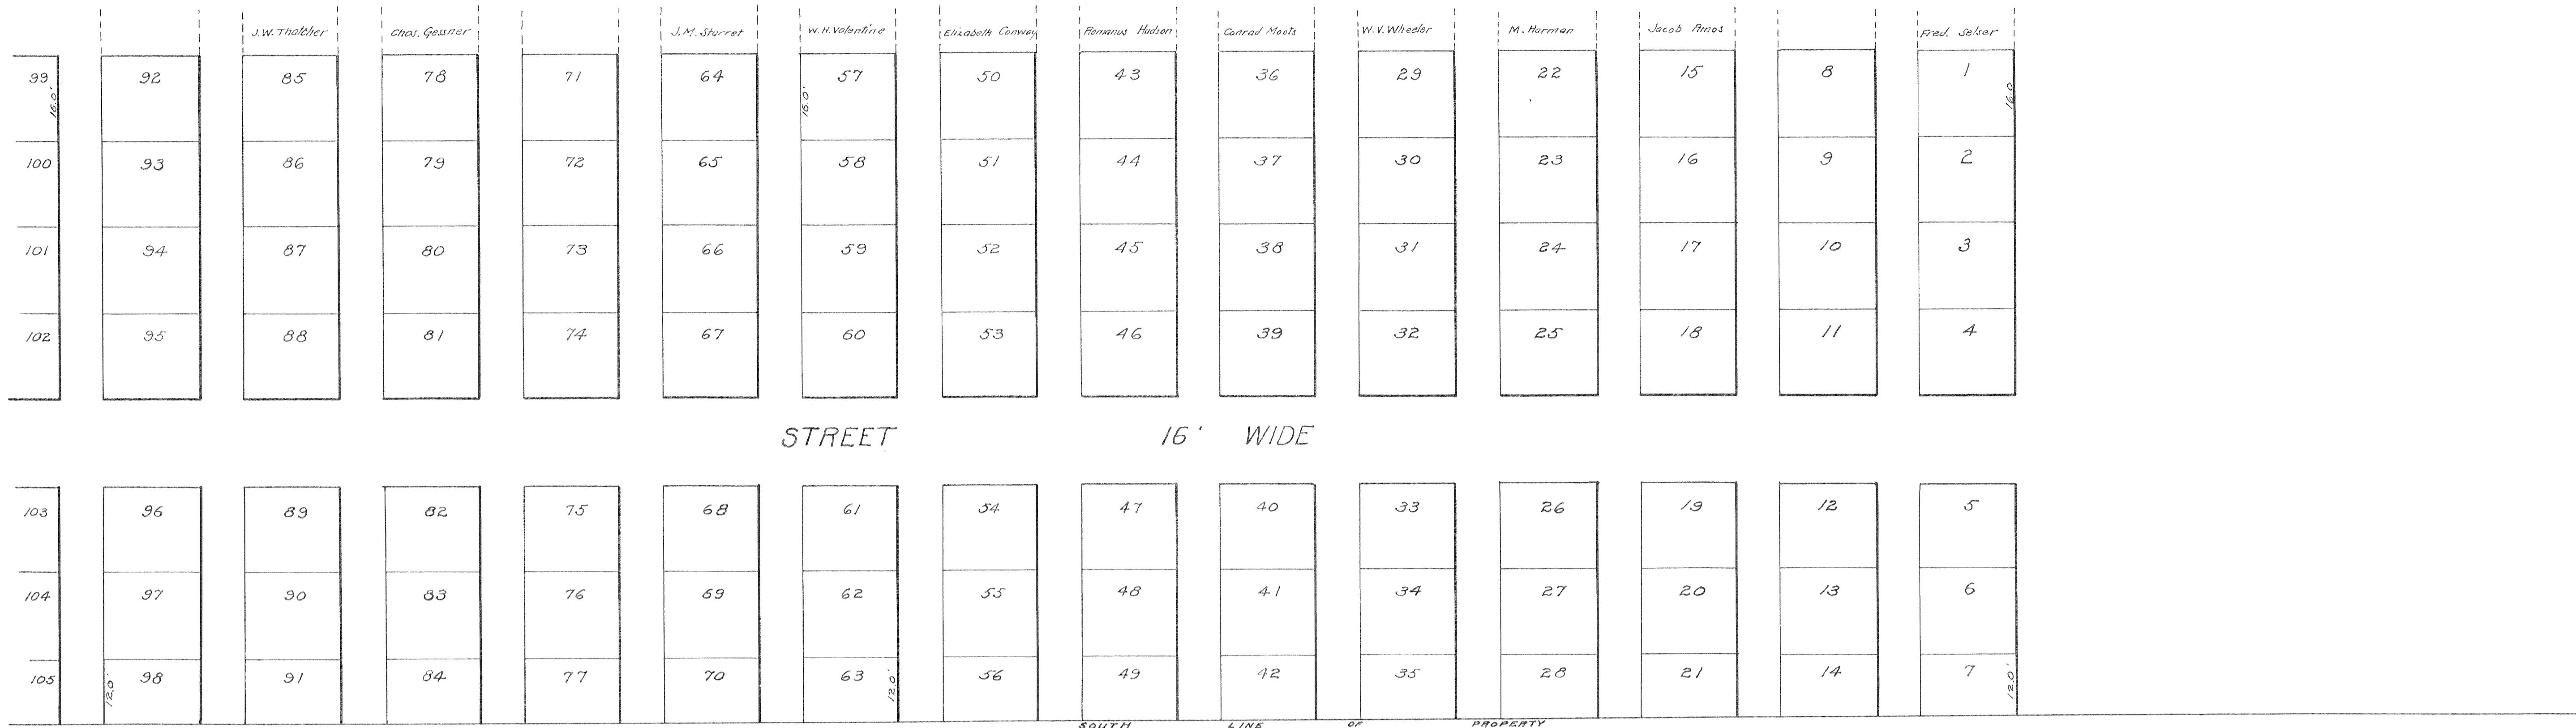 J.W. Thatcher Chas. Gessner J.M. Starret W.H. Valantine Elizabeth Conway Romanus Hudson Conrad Moots W.V. Wheeler M. Harman Jacob Amos Fred. Selser
99 92 85 78 71 64 57 50 43 36 29 22 15 8 1
16.0' 16.0' 16.0
100 93 86 79 72 65 58 51 44 37 30 23 16 9 2
101 94 87 80 73 66 59 52 45 38 31 24 17 10 3
102 95 88 81 74 67 60 53 46 39 32 25 18 11 4
STREET 16' WIDE
103 96 89 82 75 68 61 54 47 40 33 26 19 12 5
104 97 90 83 76 69 62 55 48 41 34 27 20 13 6
105 98 91 84 77 70 63 56 49 42 35 28 21 14 7
12.0' 12.0' 12.0'
SOUTH LINE OF PROPERTY